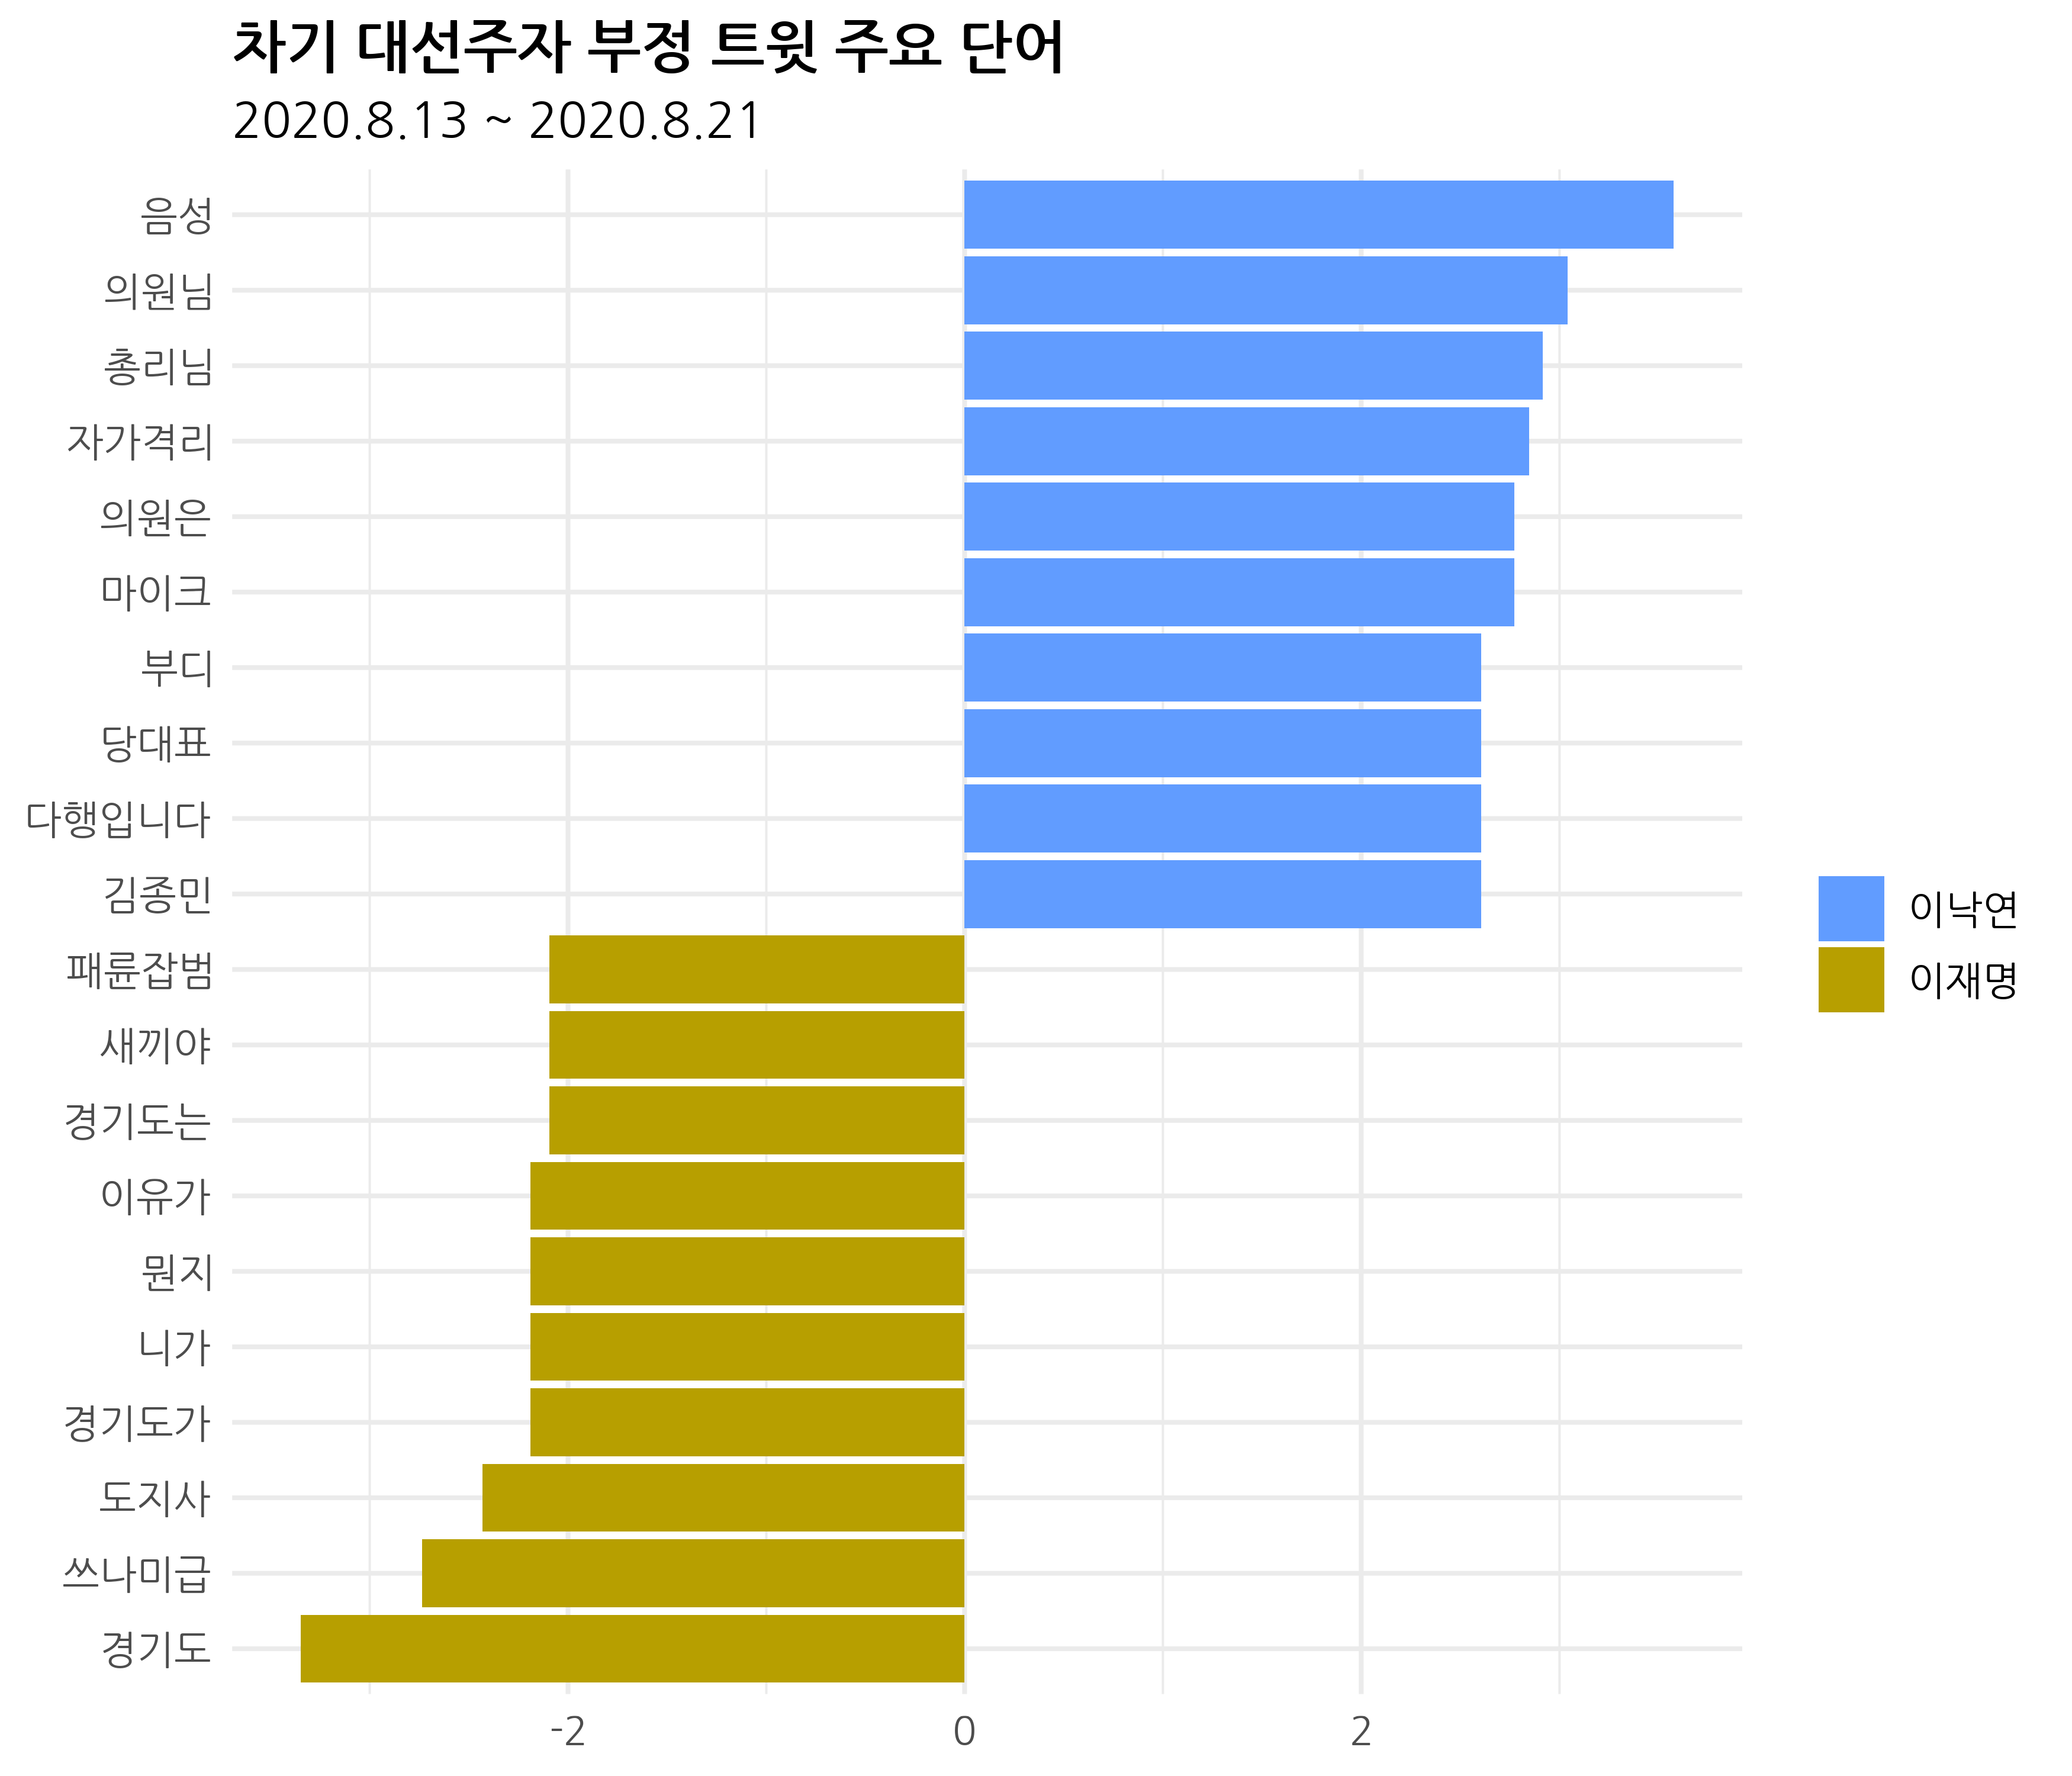 차기 대선주자 부정 트윗 주요 단어
2020.8.13 ~ 2020.8.21
음성
의원님
총리님
자가격리
의원은
마이크
부디
당대표
다행입니다
김종민
패륜잡범
새끼야
경기도는
이유가
뭔지
니가
경기도가
도지사
쓰나미급
경기도
-2 0 2
이낙연
이재명